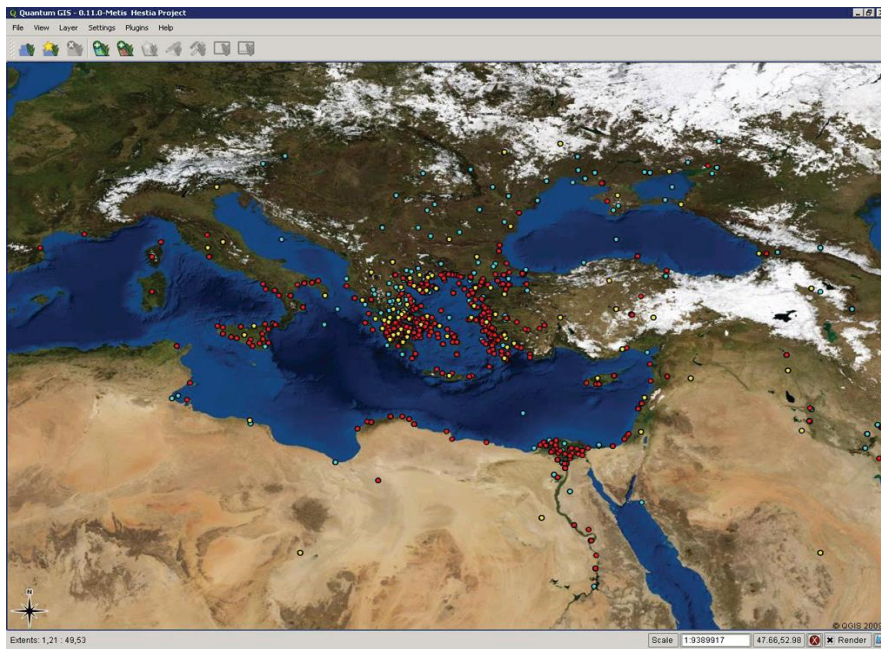 Quantum GIS - 0.11.0-Metis Hestia Project
File View Layer Settings Plugins Help
N
© QGIS 2009
Extents: 1,21 : 49,53
Scale 1:9389917 47.66,52.98 Render